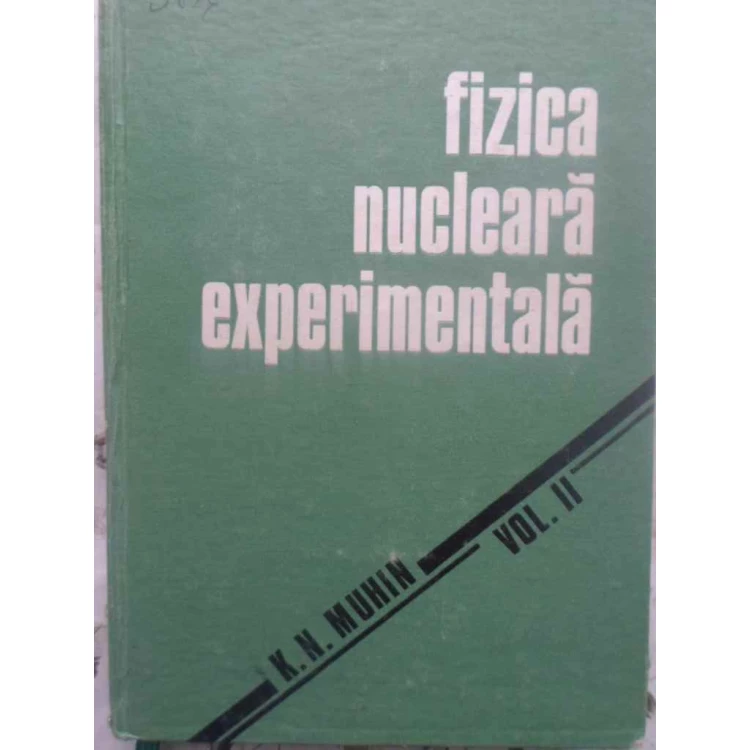 fizica
nucleară
experimentală
K.N. MUHIN
VOL. II